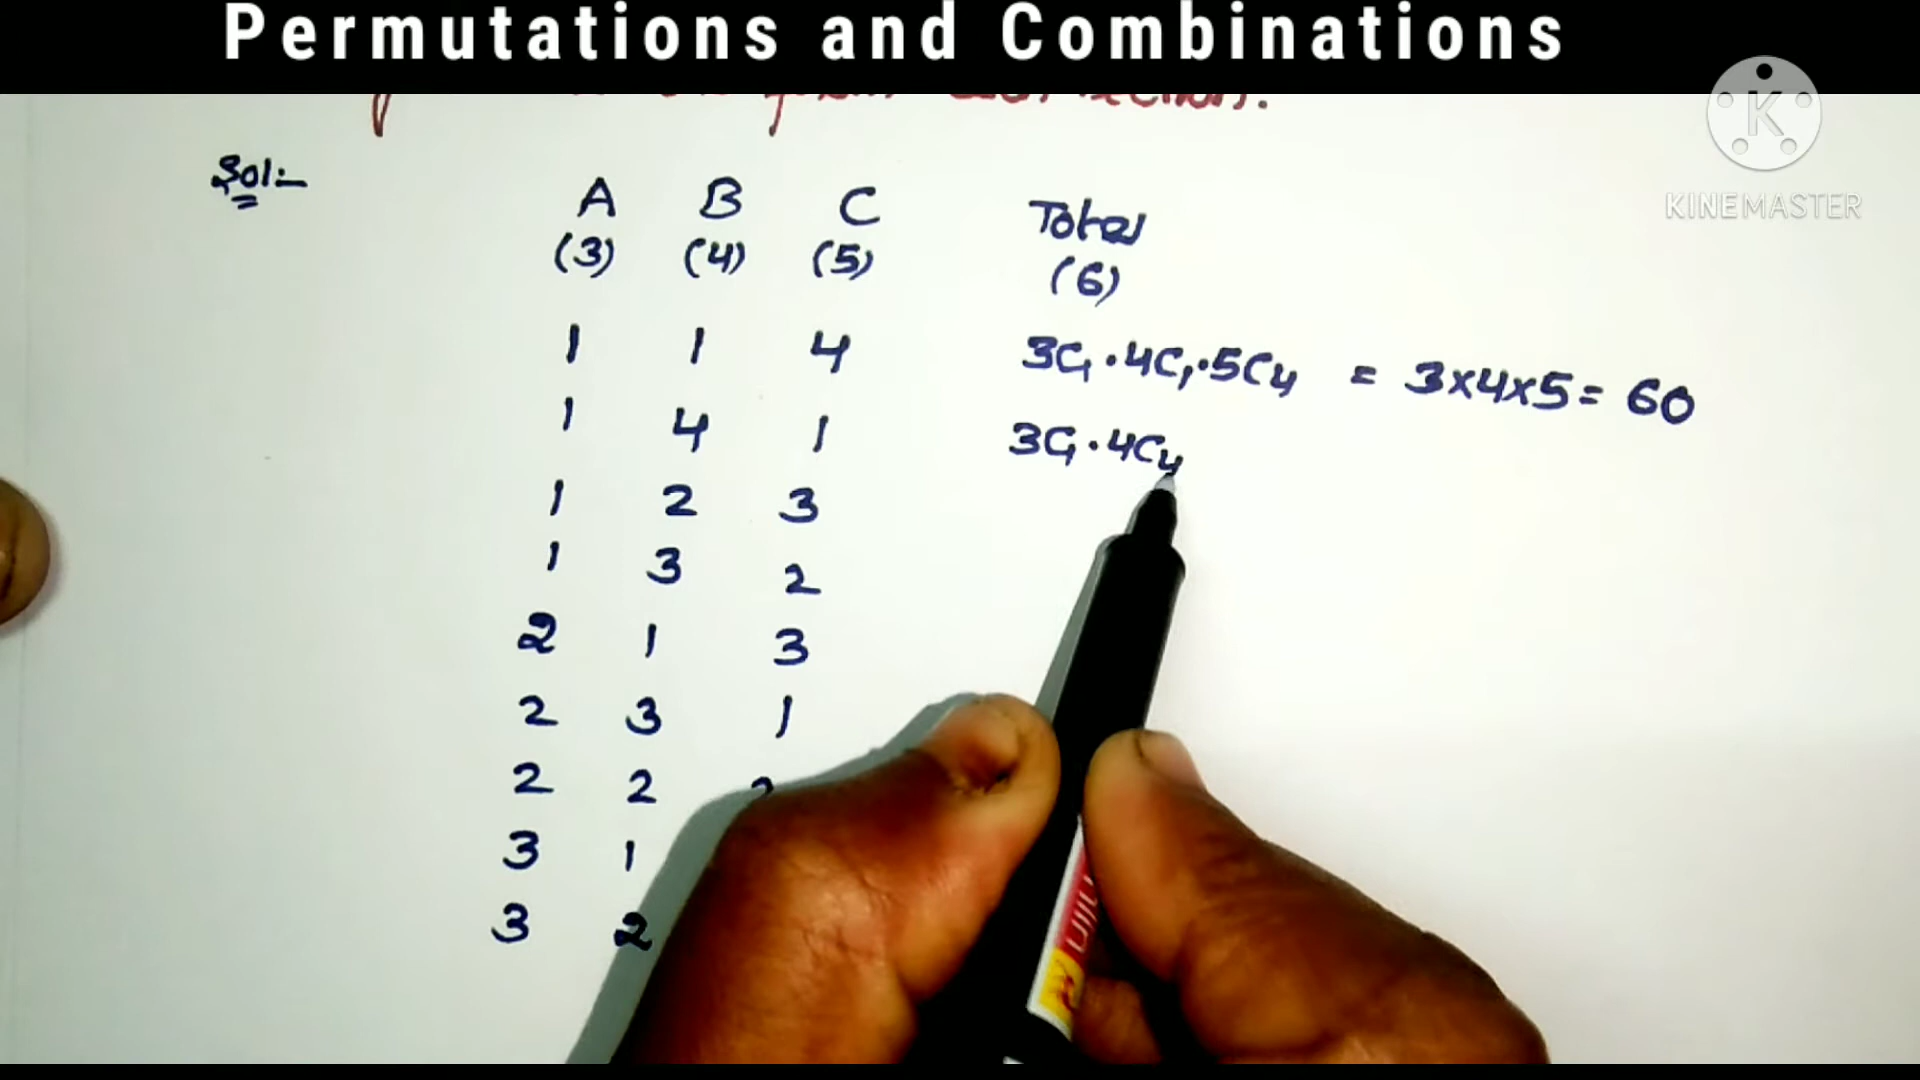 Permutations and Combinations
K
KINEMASTER
Sol:-
A B C Total
(3) (4) (5) (6)
1 1 4 3C₁ · 4C₁ · 5C₄ = 3x4x5 = 60
1 4 1 3C₁ · 4C₄
1 2 3
1 3 2
2 1 3
2 3 1
2 2
3 1
3 2